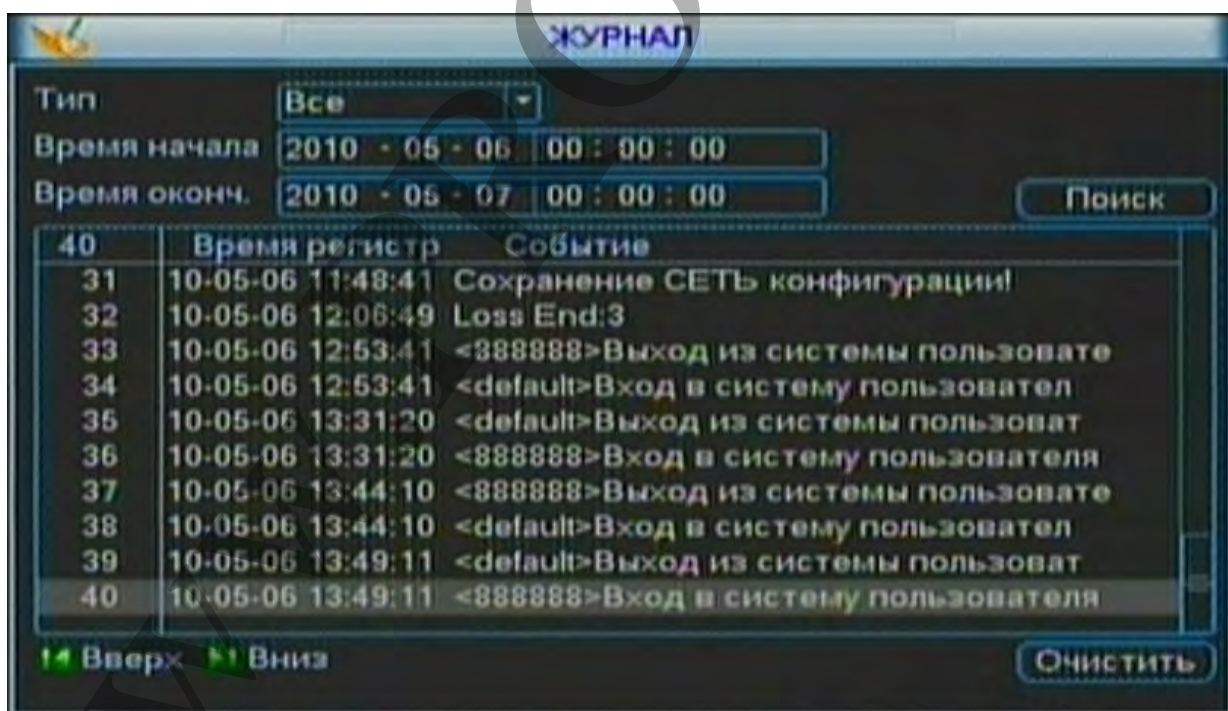 ЖУРНАЛ
Тип Все
Время начала 2010 - 05 - 06 00 : 00 : 00
Время оконч. 2010 - 05 - 07 00 : 00 : 00 Поиск
40 Время регистр Событие
31 10-05-06 11:48:41 Сохранение СЕТЬ конфигурации!
32 10-05-06 12:06:49 Loss End:3
33 10-05-06 12:53:41 <888888>Выход из системы пользовате
34 10-05-06 12:53:41 <default>Вход в систему пользовател
35 10-05-06 13:31:20 <default>Выход из системы пользоват
36 10-05-06 13:31:20 <888888>Вход в систему пользователя
37 10-05-06 13:44:10 <888888>Выход из системы пользовате
38 10-05-06 13:44:10 <default>Вход в систему пользовател
39 10-05-06 13:49:11 <default>Выход из системы пользоват
40 10-05-06 13:49:11 <888888>Вход в систему пользователя
Вверх Вниз Очистить